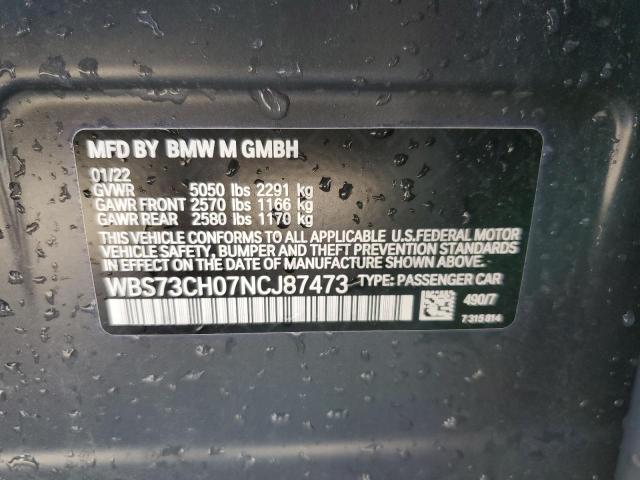 MFD BY BMW M GMBH
01/22
GVWR 5050 lbs 2291 kg
GAWR FRONT 2570 lbs 1166 kg
GAWR REAR 2580 lbs 1170 kg
THIS VEHICLE CONFORMS TO ALL APPLICABLE U.S.FEDERAL MOTOR
VEHICLE SAFETY, BUMPER AND THEFT PREVENTION STANDARDS
IN EFFECT ON THE DATE OF MANUFACTURE SHOWN ABOVE.
WBS73CH07NCJ87473 TYPE: PASSENGER CAR
490/7
7315814